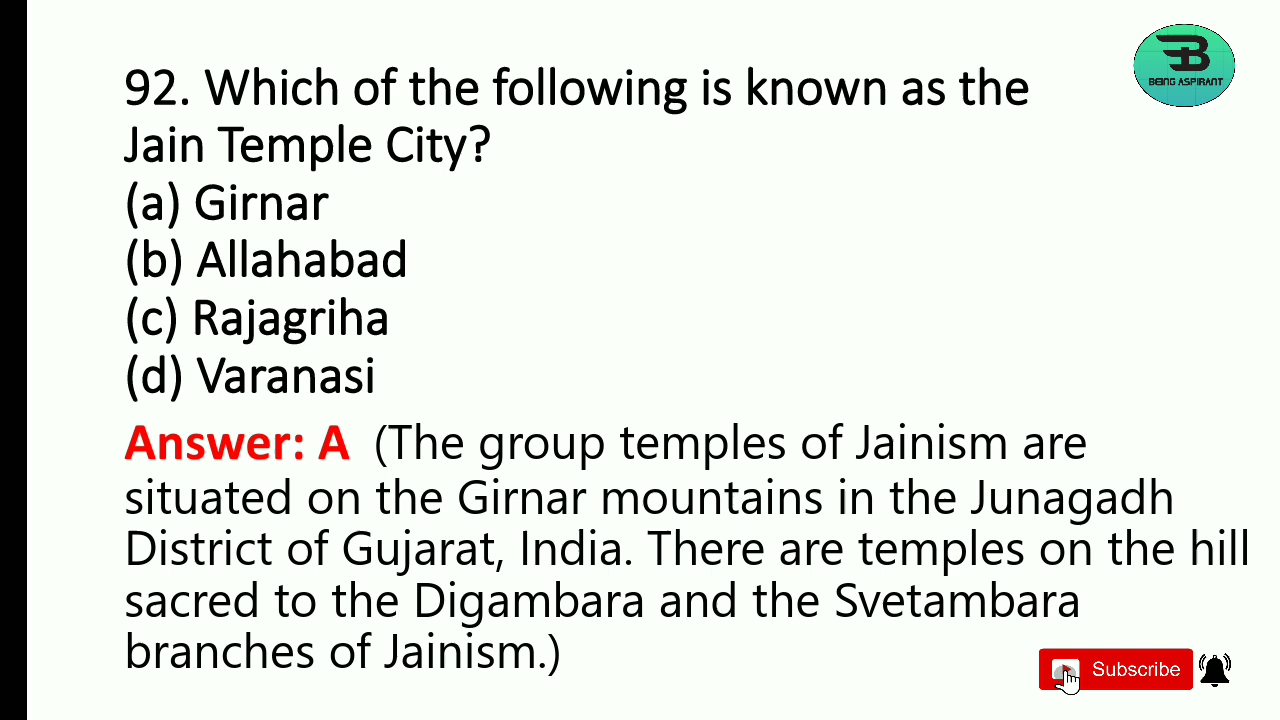 BEING ASPIRANT
92. Which of the following is known as the
Jain Temple City?
(a) Girnar
(b) Allahabad
(c) Rajagriha
(d) Varanasi
Answer: A (The group temples of Jainism are
situated on the Girnar mountains in the Junagadh
District of Gujarat, India. There are temples on the hill
sacred to the Digambara and the Svetambara
branches of Jainism.)
Subscribe